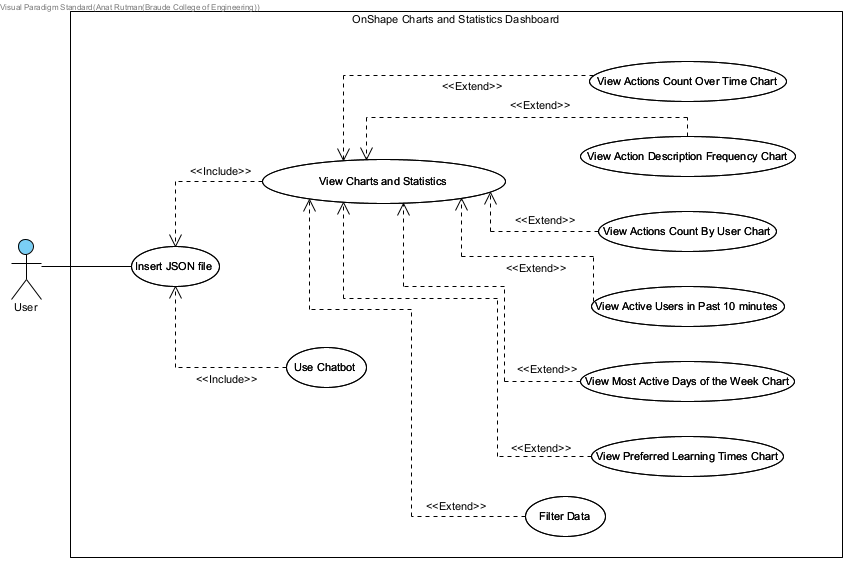 Visual Paradigm Standard(Anat Rutman(Braude College of Engineering))
OnShape Charts and Statistics Dashboard
View Actions Count Over Time Chart
<<Extend>>
<<Extend>>
View Action Description Frequency Chart
<<Include>>
View Charts and Statistics
<<Extend>>
View Actions Count By User Chart
Insert JSON file
<<Extend>>
User
View Active Users in Past 10 minutes
Use Chatbot
<<Include>>
<<Extend>>
View Most Active Days of the Week Chart
<<Extend>>
View Preferred Learning Times Chart
<<Extend>>
Filter Data